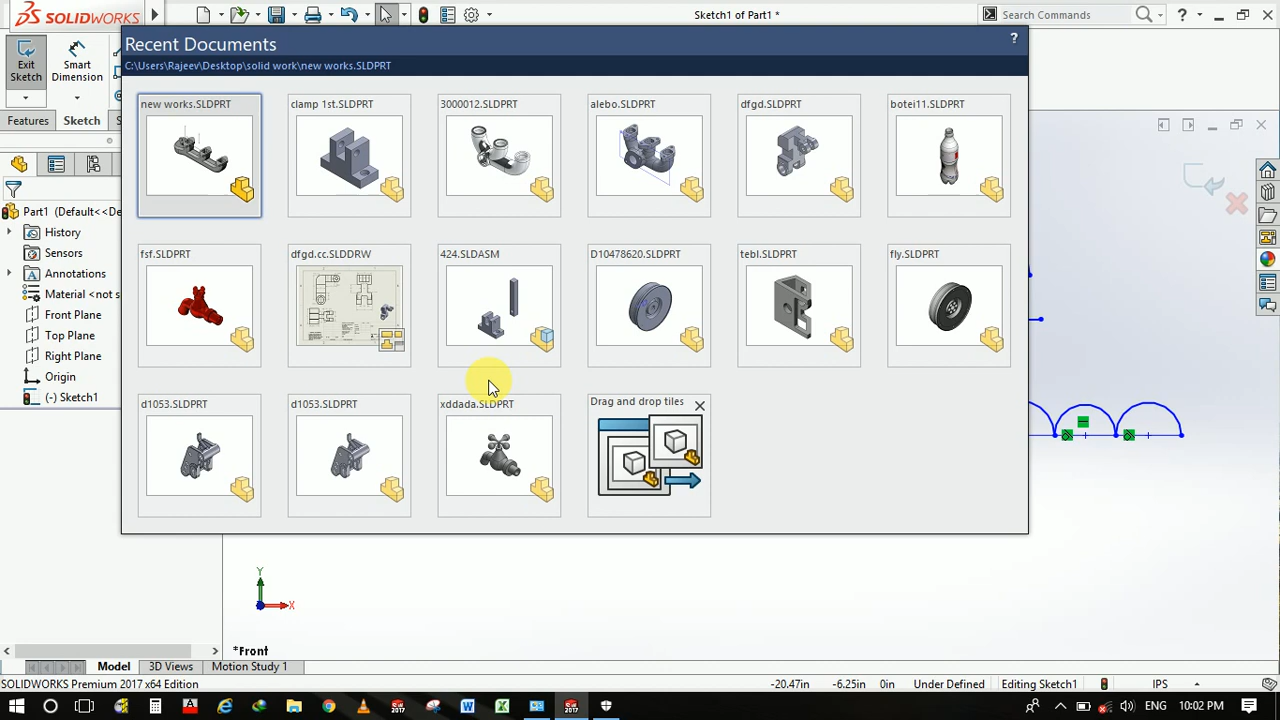 SOLIDWORKS
Sketch1 of Part1 *
Search Commands
?
Recent Documents
?
C:\Users\Rajeev\Desktop\solid work\new works.SLDPRT
Exit Sketch
Smart Dimension
new works.SLDPRT
clamp 1st.SLDPRT
3000012.SLDPRT
alebo.SLDPRT
dfgd.SLDPRT
botei11.SLDPRT
Features
Sketch
Part1 (Default<<De
History
Sensors
Annotations
Material <not s
Front Plane
Top Plane
Right Plane
Origin
(-) Sketch1
fsf.SLDPRT
dfgd.cc.SLDDRW
424.SLDASM
D10478620.SLDPRT
tebl.SLDPRT
fly.SLDPRT
d1053.SLDPRT
d1053.SLDPRT
xddada.SLDPRT
Drag and drop tiles
Y
X
*Front
Model
3D Views
Motion Study 1
SOLIDWORKS Premium 2017 x64 Edition
-20.47in
-6.25in
0in
Under Defined
Editing Sketch1
IPS
10:02 PM